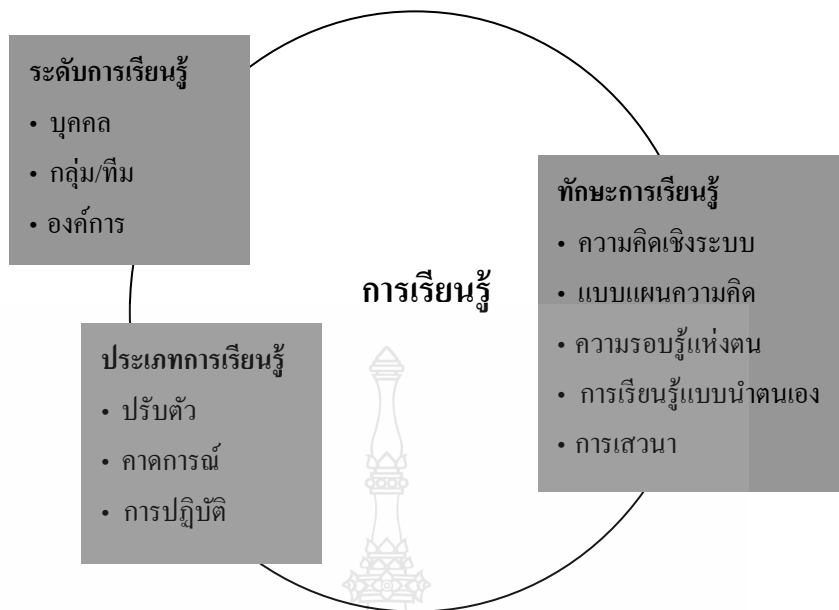 ระดับการเรียนรู้
• บุคคล
• กลุ่ม/ทีม
• องค์การ
ทักษะการเรียนรู้
• ความคิดเชิงระบบ
• แบบแผนความคิด
• ความรอบรู้แห่งตน
• การเรียนรู้แบบนำตนเอง
• การเสวนา
การเรียนรู้
ประเภทการเรียนรู้
• ปรับตัว
• คาดการณ์
• การปฏิบัติ